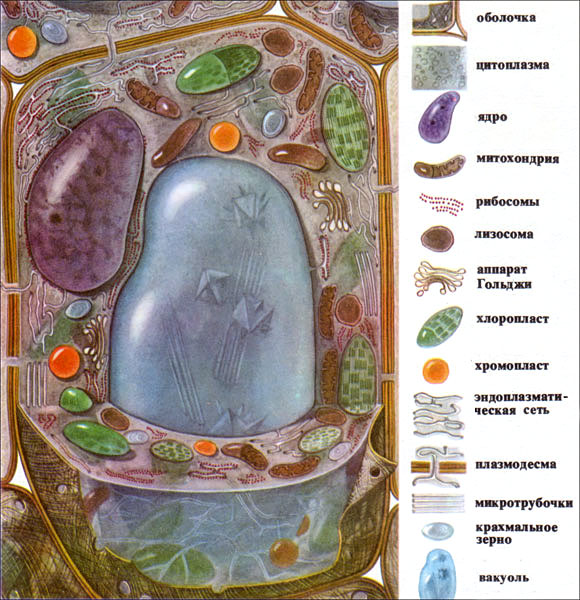 оболочка
цитоплазма
ядро
митохондрия
рибосомы
лизосома
аппарат
Гольджи
хлоропласт
хромопласт
эндоплазмати-
ческая сеть
плазмодесма
микротрубочки
крахмальное
зерно
вакуоль